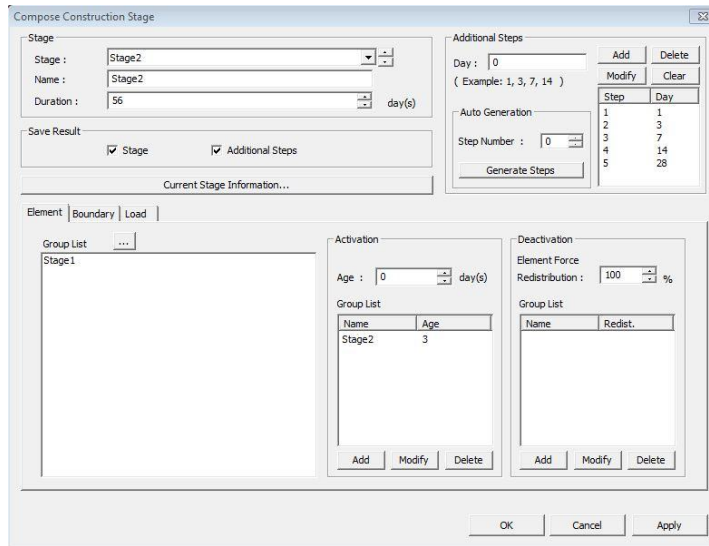 Compose Construction Stage
Stage
Stage :
Stage2
Name :
Stage2
Duration :
56
day(s)
Save Result
Stage
Additional Steps
Current Stage Information...
Additional Steps
Day :
0
( Example: 1, 3, 7, 14 )
Add
Delete
Modify
Clear
Auto Generation
Step Number :
0
Generate Steps
Step Day
1 1
2 3
3 7
4 14
5 28
Element
Boundary
Load
Group List
...
Stage1
Activation
Age :
0
day(s)
Group List
Name Age
Stage2 3
Add
Modify
Delete
Deactivation
Element Force
Redistribution :
100
%
Group List
Name Redist.
Add
Modify
Delete
OK
Cancel
Apply